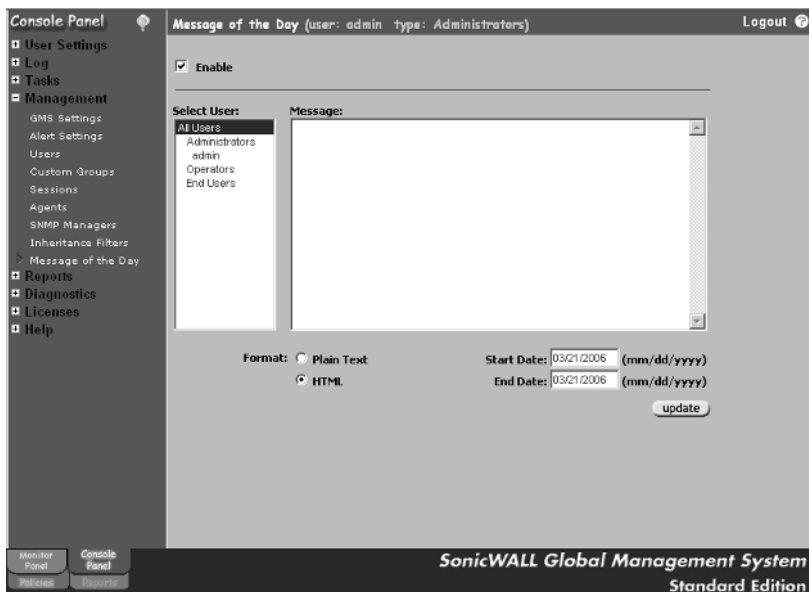 Console Panel
Message of the Day (user: admin type: Administrators)
Logout
User Settings
Log
Tasks
Management
GMS Settings
Alert Settings
Users
Custom Groups
Sessions
Agents
SNMP Managers
Inheritance Filters
Message of the Day
Reports
Diagnostics
Licenses
Help
Enable
Select User:
All Users
Administrators
admin
Operators
End Users
Message:
Format: Plain Text
HTML
Start Date: 03/21/2006 (mm/dd/yyyy)
End Date: 03/21/2006 (mm/dd/yyyy)
update
Monitor Panel
Console Panel
Policies
Reports
SonicWALL Global Management System
Standard Edition